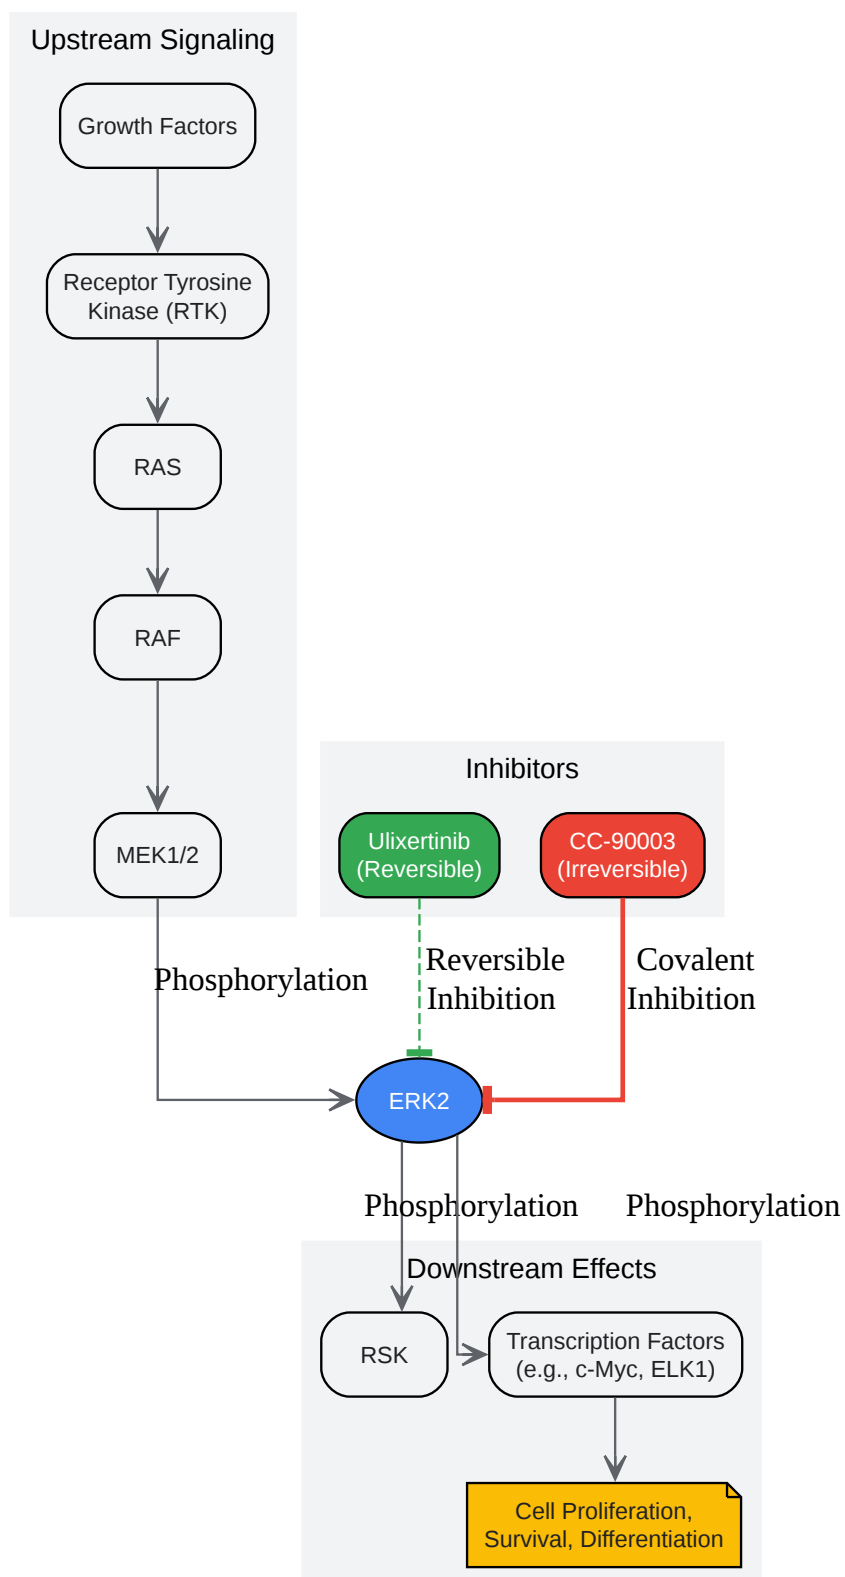 Upstream Signaling
Growth Factors
Receptor Tyrosine
Kinase (RTK)
RAS
RAF
MEK1/2
Inhibitors
Ulixertinib
(Reversible)
CC-90003
(Irreversible)
Phosphorylation
Reversible
Inhibition
Covalent
Inhibition
ERK2
Phosphorylation
Phosphorylation
Downstream Effects
RSK
Transcription Factors
(e.g., c-Myc, ELK1)
Cell Proliferation,
Survival, Differentiation